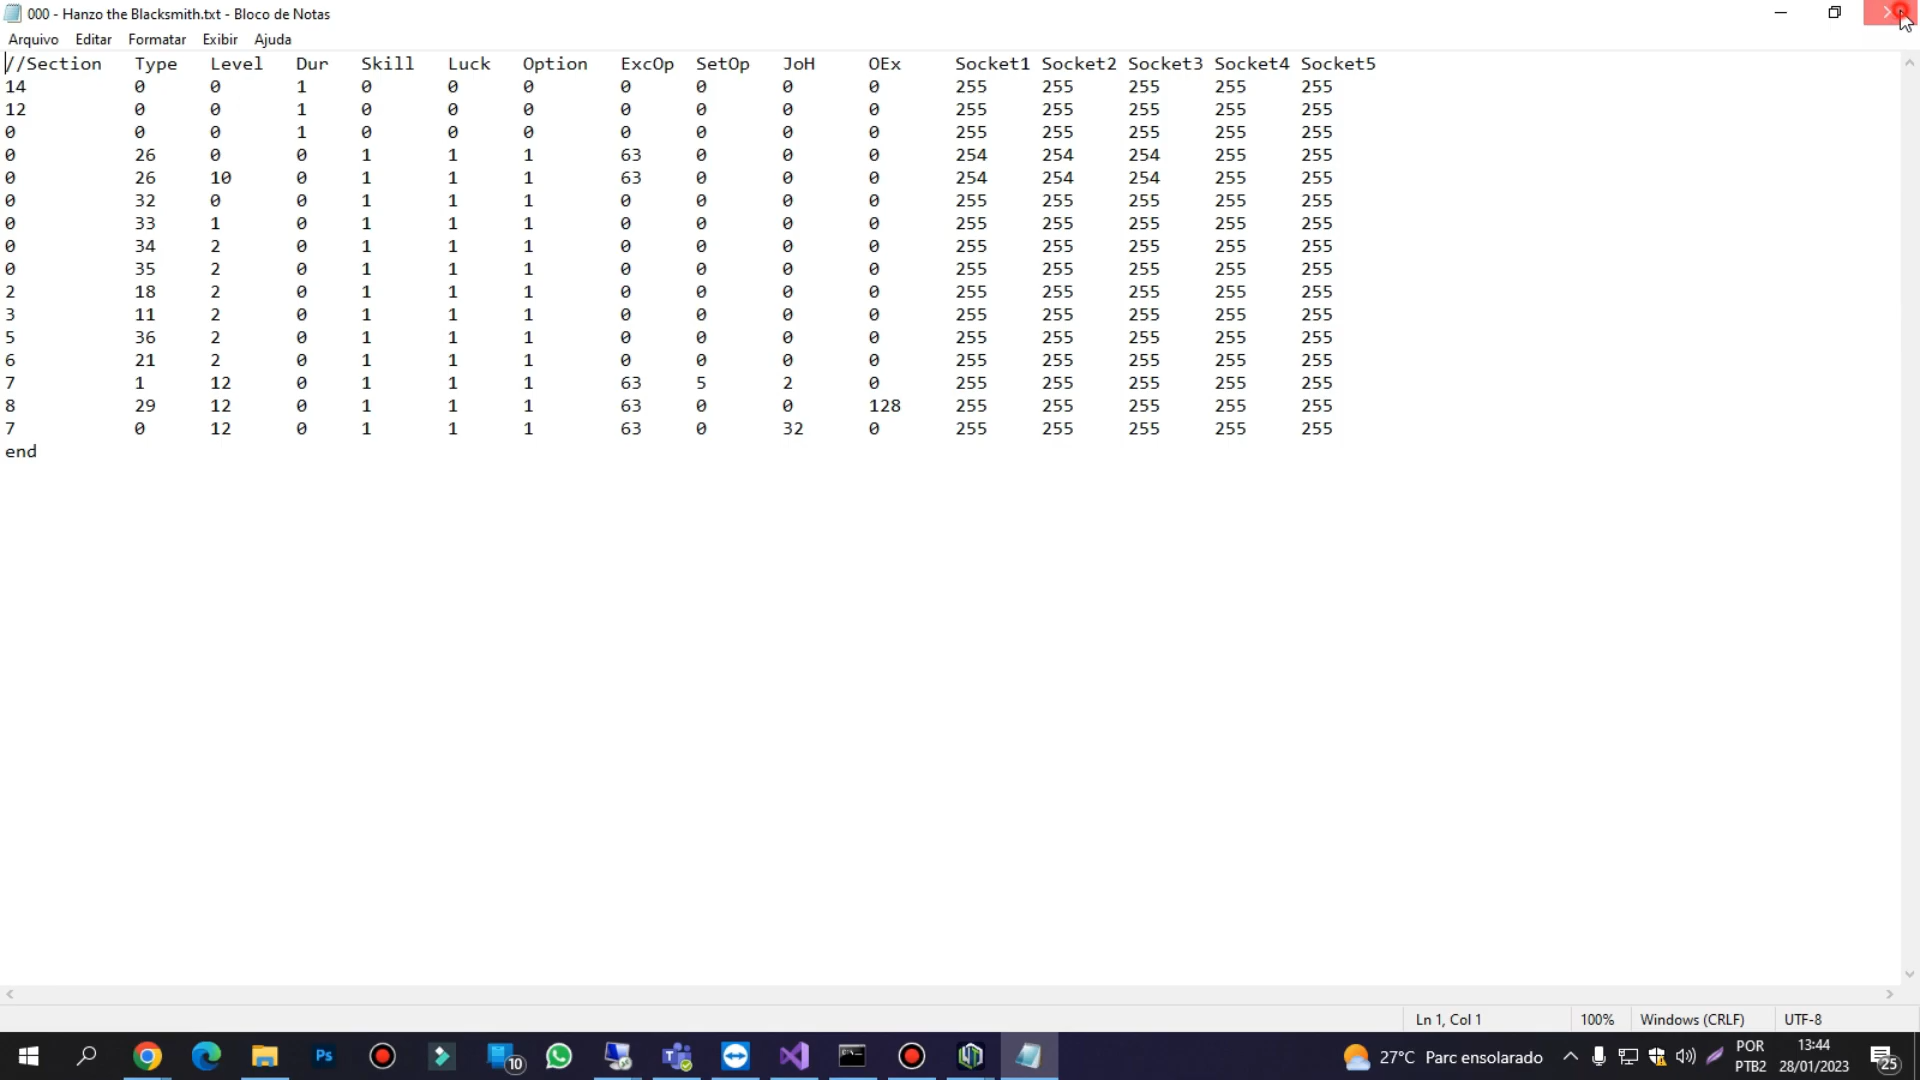 000 - Hanzo the Blacksmith.txt - Bloco de Notas
Arquivo Editar Formatar Exibir Ajuda
//Section Type Level Dur Skill Luck Option ExcOp SetOp JoH OEx Socket1 Socket2 Socket3 Socket4 Socket5
14 0 0 1 0 0 0 0 0 0 0 255 255 255 255 255
12 0 0 1 0 0 0 0 0 0 0 255 255 255 255 255
0 0 0 1 0 0 0 0 0 0 0 255 255 255 255 255
0 26 0 0 1 1 1 63 0 0 0 254 254 254 255 255
0 26 10 0 1 1 1 63 0 0 0 254 254 254 255 255
0 32 0 0 1 1 1 0 0 0 0 255 255 255 255 255
0 33 1 0 1 1 1 0 0 0 0 255 255 255 255 255
0 34 2 0 1 1 1 0 0 0 0 255 255 255 255 255
0 35 2 0 1 1 1 0 0 0 0 255 255 255 255 255
2 18 2 0 1 1 1 0 0 0 0 255 255 255 255 255
3 11 2 0 1 1 1 0 0 0 0 255 255 255 255 255
5 36 2 0 1 1 1 0 0 0 0 255 255 255 255 255
6 21 2 0 1 1 1 0 0 0 0 255 255 255 255 255
7 1 12 0 1 1 1 63 5 2 0 255 255 255 255 255
8 29 12 0 1 1 1 63 0 0 128 255 255 255 255 255
7 0 12 0 1 1 1 63 0 32 0 255 255 255 255 255
end
Ln 1, Col 1 100% Windows (CRLF) UTF-8
Ps 10 27°C Parc ensolarado POR 13:44
PTB2 28/01/2023 25